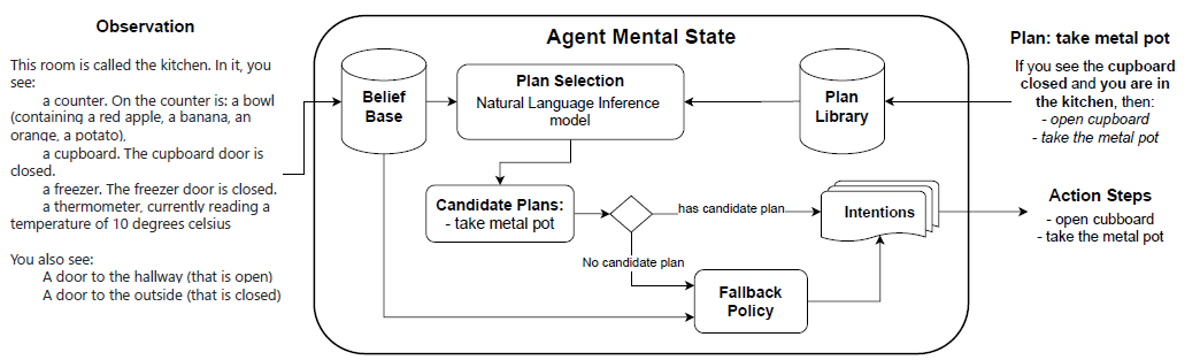 Observation
This room is called the kitchen. In it, you
see:
a counter. On the counter is: a bowl
(containing a red apple, a banana, an
orange, a potato),
a cupboard. The cupboard door is
closed.
a freezer. The freezer door is closed.
a thermometer, currently reading a
temperature of 10 degrees celsius
You also see:
A door to the hallway (that is open)
A door to the outside (that is closed)
Agent Mental State
Belief
Base
Plan Selection
Natural Language Inference
model
Plan
Library
Candidate Plans:
- take metal pot
has candidate plan
No candidate plan
Intentions
Fallback
Policy
Plan: take metal pot
If you see the cupboard
closed and you are in
the kitchen, then:
- open cupboard
- take the metal pot
Action Steps
- open cubboard
- take the metal pot